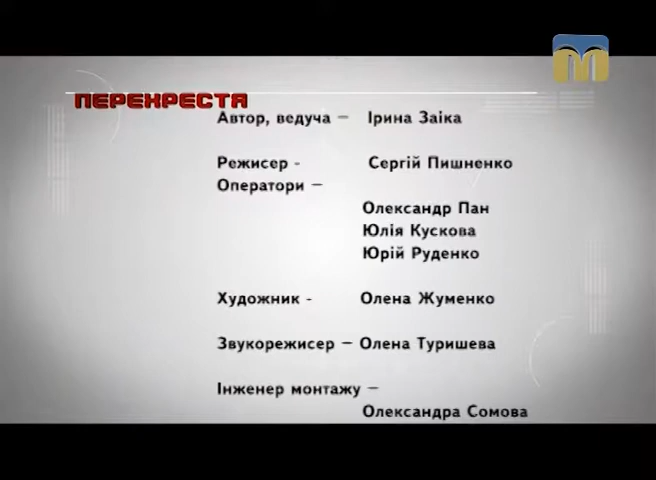 ПЕРЕХРЕСТЯ
Автор, ведуча – Ірина Заіка
Режисер - Сергій Пишненко
Оператори –
Олександр Пан
Юлія Кускова
Юрій Руденко
Художник - Олена Жуменко
Звукорежисер – Олена Туришева
Інженер монтажу –
Олександра Сомова